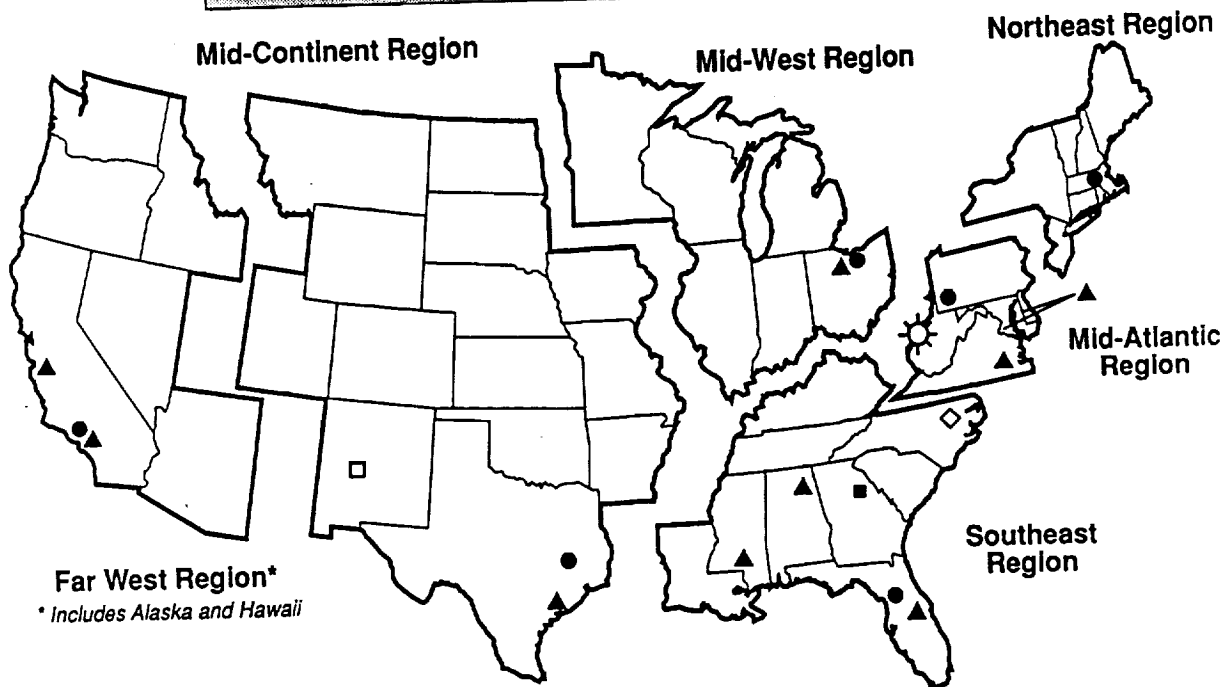 Northeast Region
Mid-Continent Region
Mid-West Region
Mid-Atlantic
Region
Southeast
Region
Far West Region*
* Includes Alaska and Hawaii